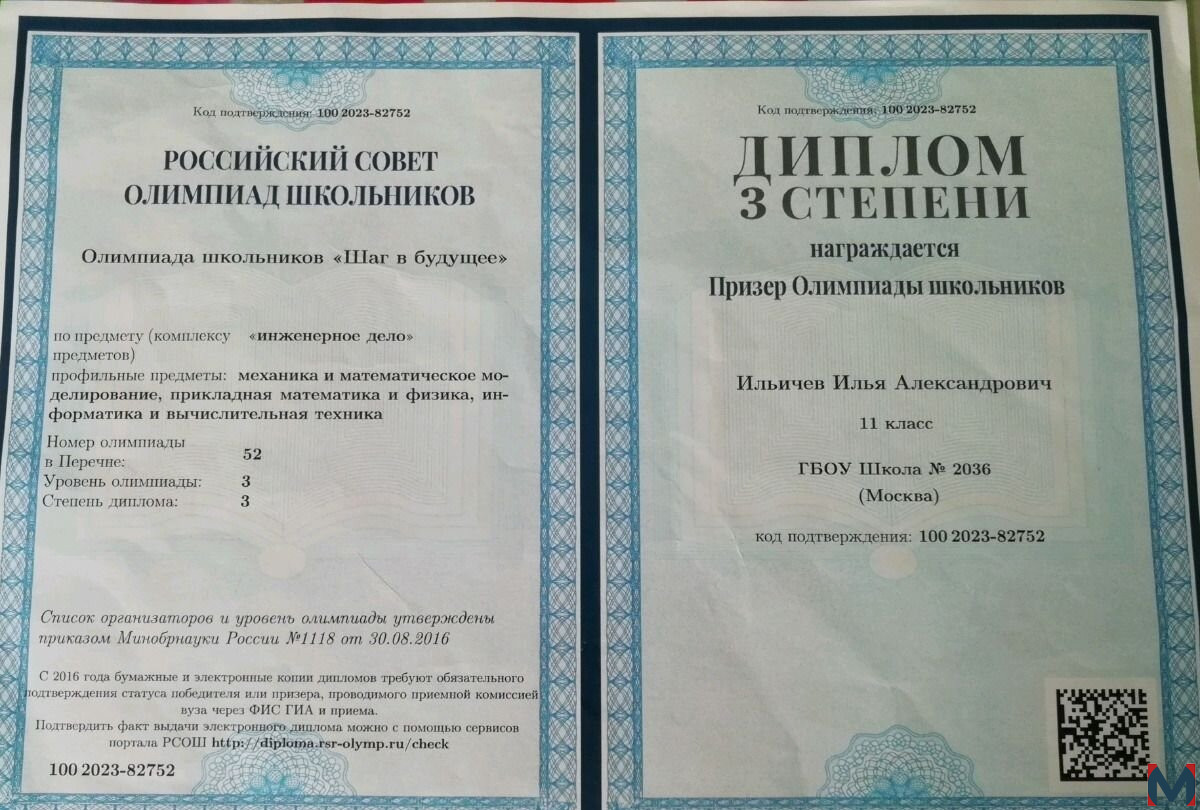 Код подтверждения: 100 2023-82752
РОССИЙСКИЙ СОВЕТ
ОЛИМПИАД ШКОЛЬНИКОВ
Олимпиада школьников «Шаг в будущее»
по предмету (комплексу «инженерное дело»
предметов)
профильные предметы: механика и математическое мо-
делирование, прикладная математика и физика, ин-
форматика и вычислительная техника
Номер олимпиады
в Перечне: 52
Уровень олимпиады: 3
Степень диплома: 3
Список организаторов и уровень олимпиады утверждены
приказом Минобрнауки России №1118 от 30.08.2016
С 2016 года бумажные и электронные копии дипломов требуют обязательного
подтверждения статуса победителя или призера, проводимого приемной комиссией
вуза через ФИС ГИА и приема.
Подтвердить факт выдачи электронного диплома можно с помощью сервисов
портала РСОШ http://diploma.rsr-olymp.ru/check
100 2023-82752
Код подтверждения: 100 2023-82752
ДИПЛОМ
3 СТЕПЕНИ
награждается
Призер Олимпиады школьников
Ильичев Илья Александрович
11 класс
ГБОУ Школа № 2036
(Москва)
код подтверждения: 100 2023-82752
M